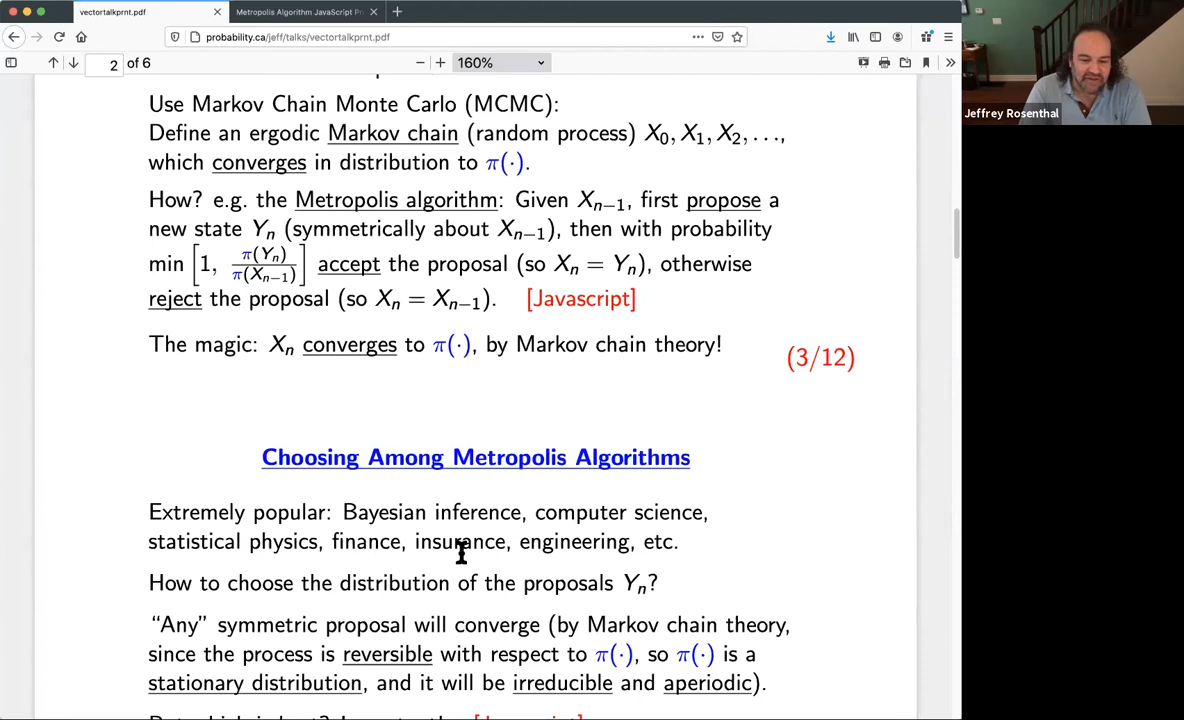 vectortalkprnt.pdf
Metropolis Algorithm JavaScript Pr
probability.ca/jeff/talks/vectortalkprnt.pdf
2 of 6
160%
Use Markov Chain Monte Carlo (MCMC):
Define an ergodic Markov chain (random process) X₀, X₁, X₂, . . . ,
which converges in distribution to π(·).
How? e.g. the Metropolis algorithm: Given Xₙ₋₁, first propose a
new state Yₙ (symmetrically about Xₙ₋₁), then with probability
min [1, π(Yₙ)/π(Xₙ₋₁)] accept the proposal (so Xₙ = Yₙ), otherwise
reject the proposal (so Xₙ = Xₙ₋₁). [Javascript]
The magic: Xₙ converges to π(·), by Markov chain theory!
(3/12)
Choosing Among Metropolis Algorithms
Extremely popular: Bayesian inference, computer science,
statistical physics, finance, insurance, engineering, etc.
How to choose the distribution of the proposals Yₙ?
“Any” symmetric proposal will converge (by Markov chain theory,
since the process is reversible with respect to π(·), so π(·) is a
stationary distribution, and it will be irreducible and aperiodic).
Jeffrey Rosenthal